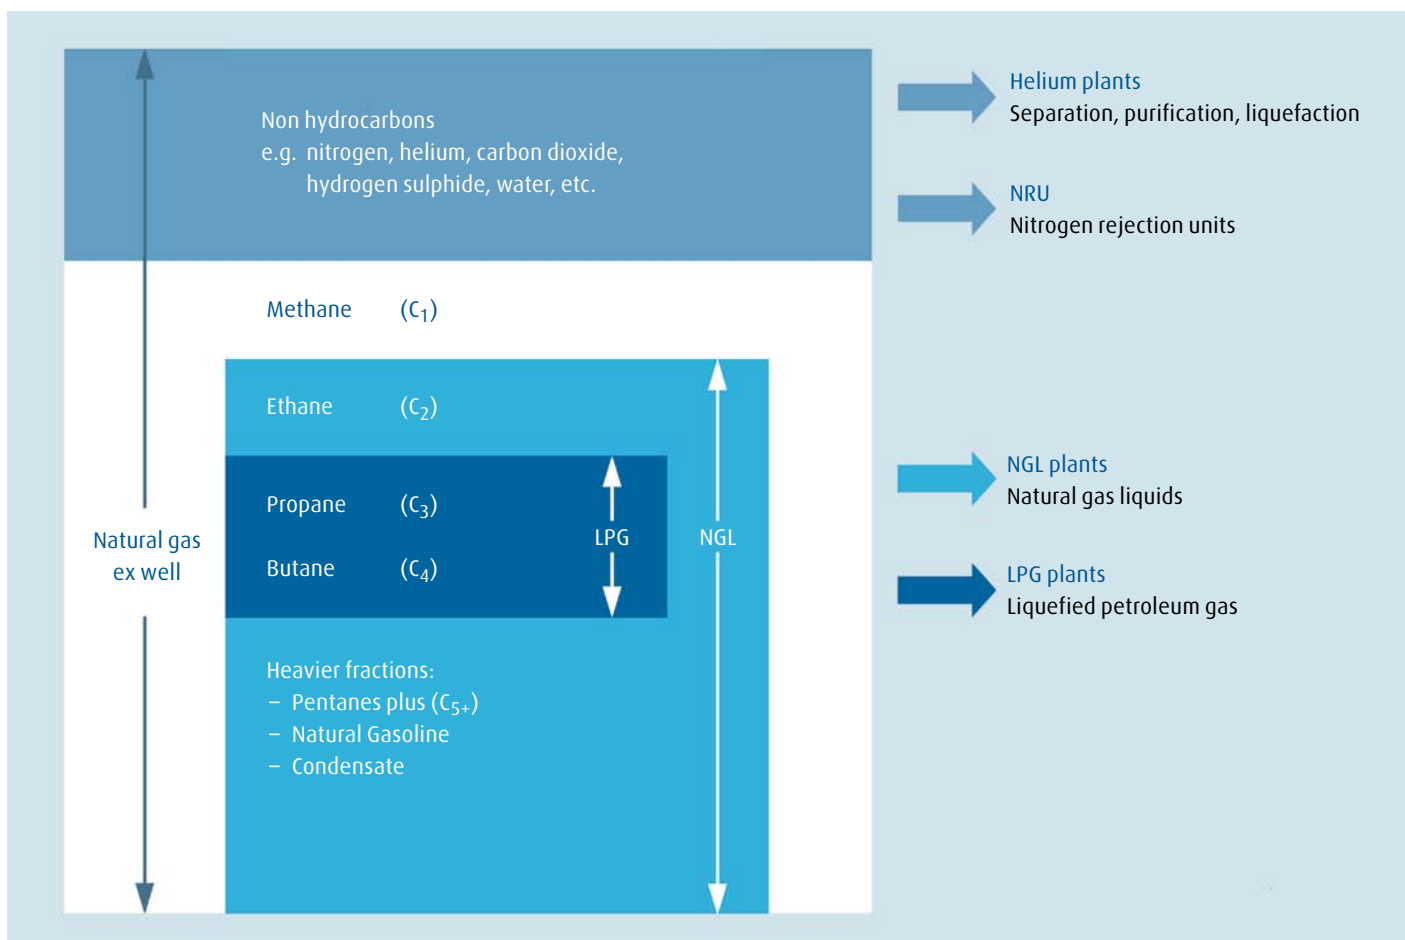 Non hydrocarbons
e.g. nitrogen, helium, carbon dioxide,
hydrogen sulphide, water, etc.
Methane (C1)
Ethane (C2)
Propane (C3)
Butane (C4)
LPG
NGL
Natural gas
ex well
Heavier fractions:
– Pentanes plus (C5+)
– Natural Gasoline
– Condensate
Helium plants
Separation, purification, liquefaction
NRU
Nitrogen rejection units
NGL plants
Natural gas liquids
LPG plants
Liquefied petroleum gas